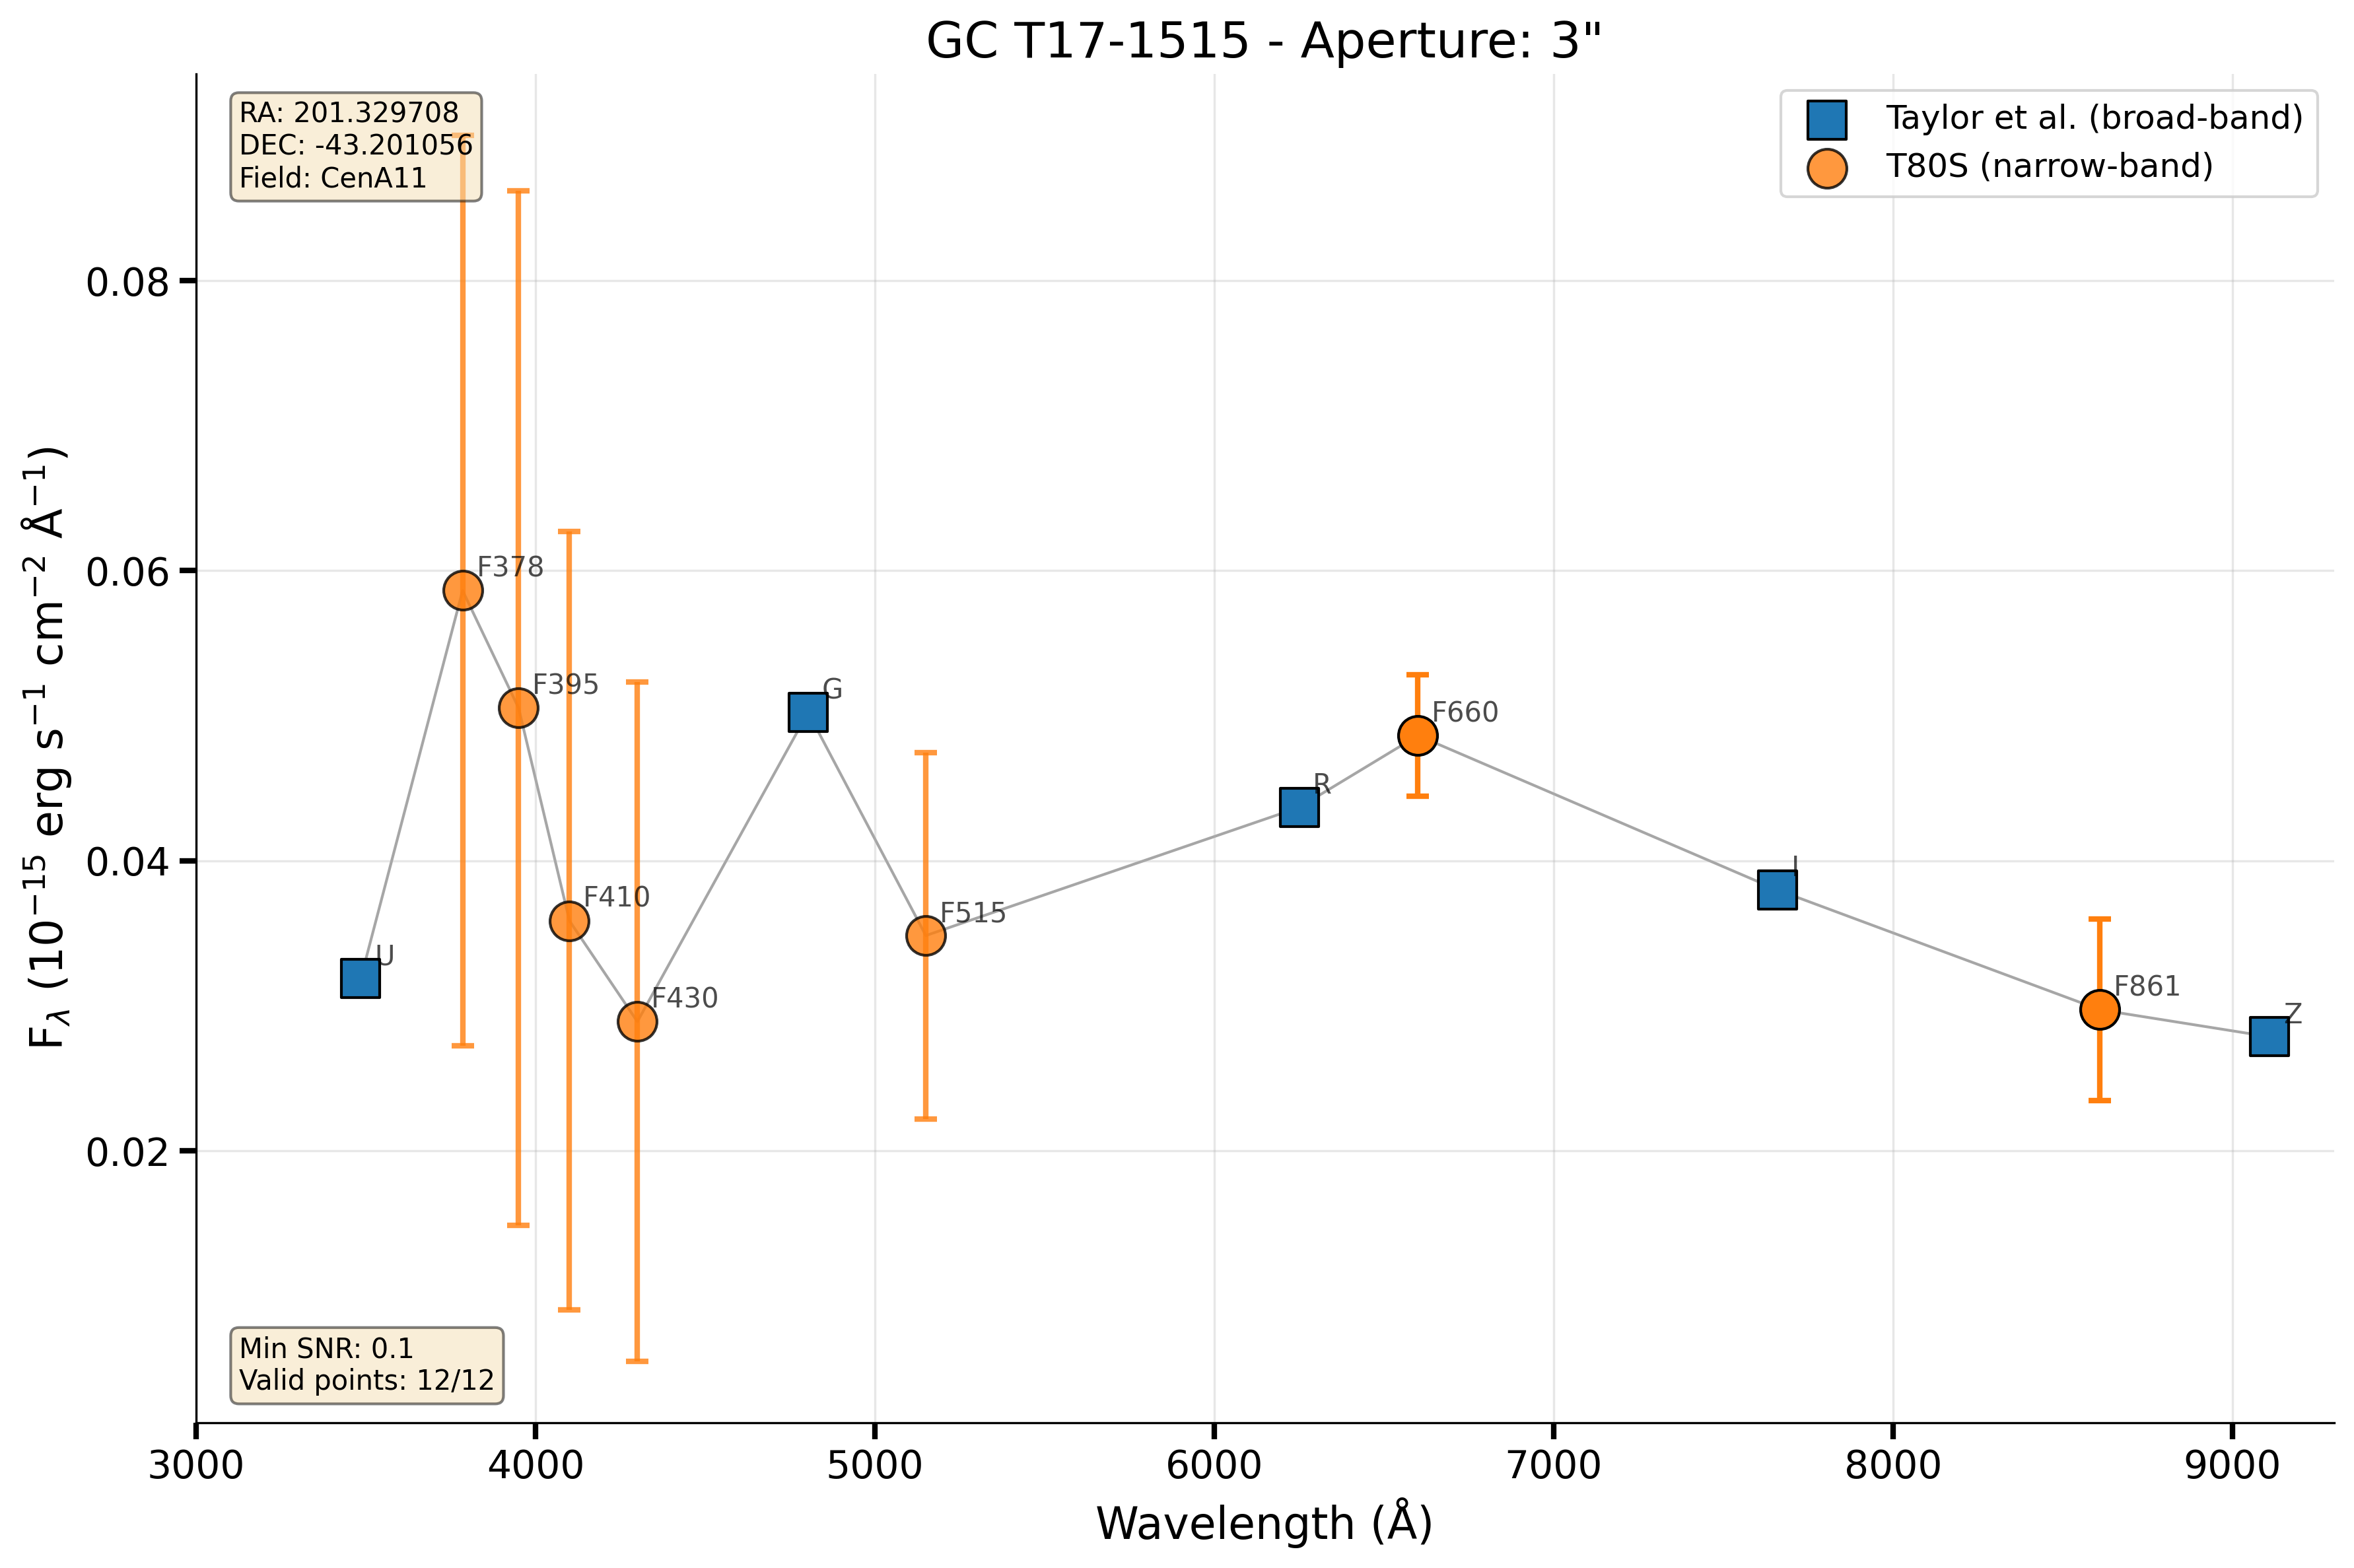 GC T17-1515 - Aperture: 3"
RA: 201.329708
DEC: -43.201056
Field: CenA11
Taylor et al. (broad-band)
T80S (narrow-band)
F_λ (10⁻¹⁵ erg s⁻¹ cm⁻² Å⁻¹)
0.08
0.06
0.04
0.02
F378
F395
G
F660
R
I
F410
F515
U
F430
F861
Z
Min SNR: 0.1
Valid points: 12/12
3000 4000 5000 6000 7000 8000 9000
Wavelength (Å)